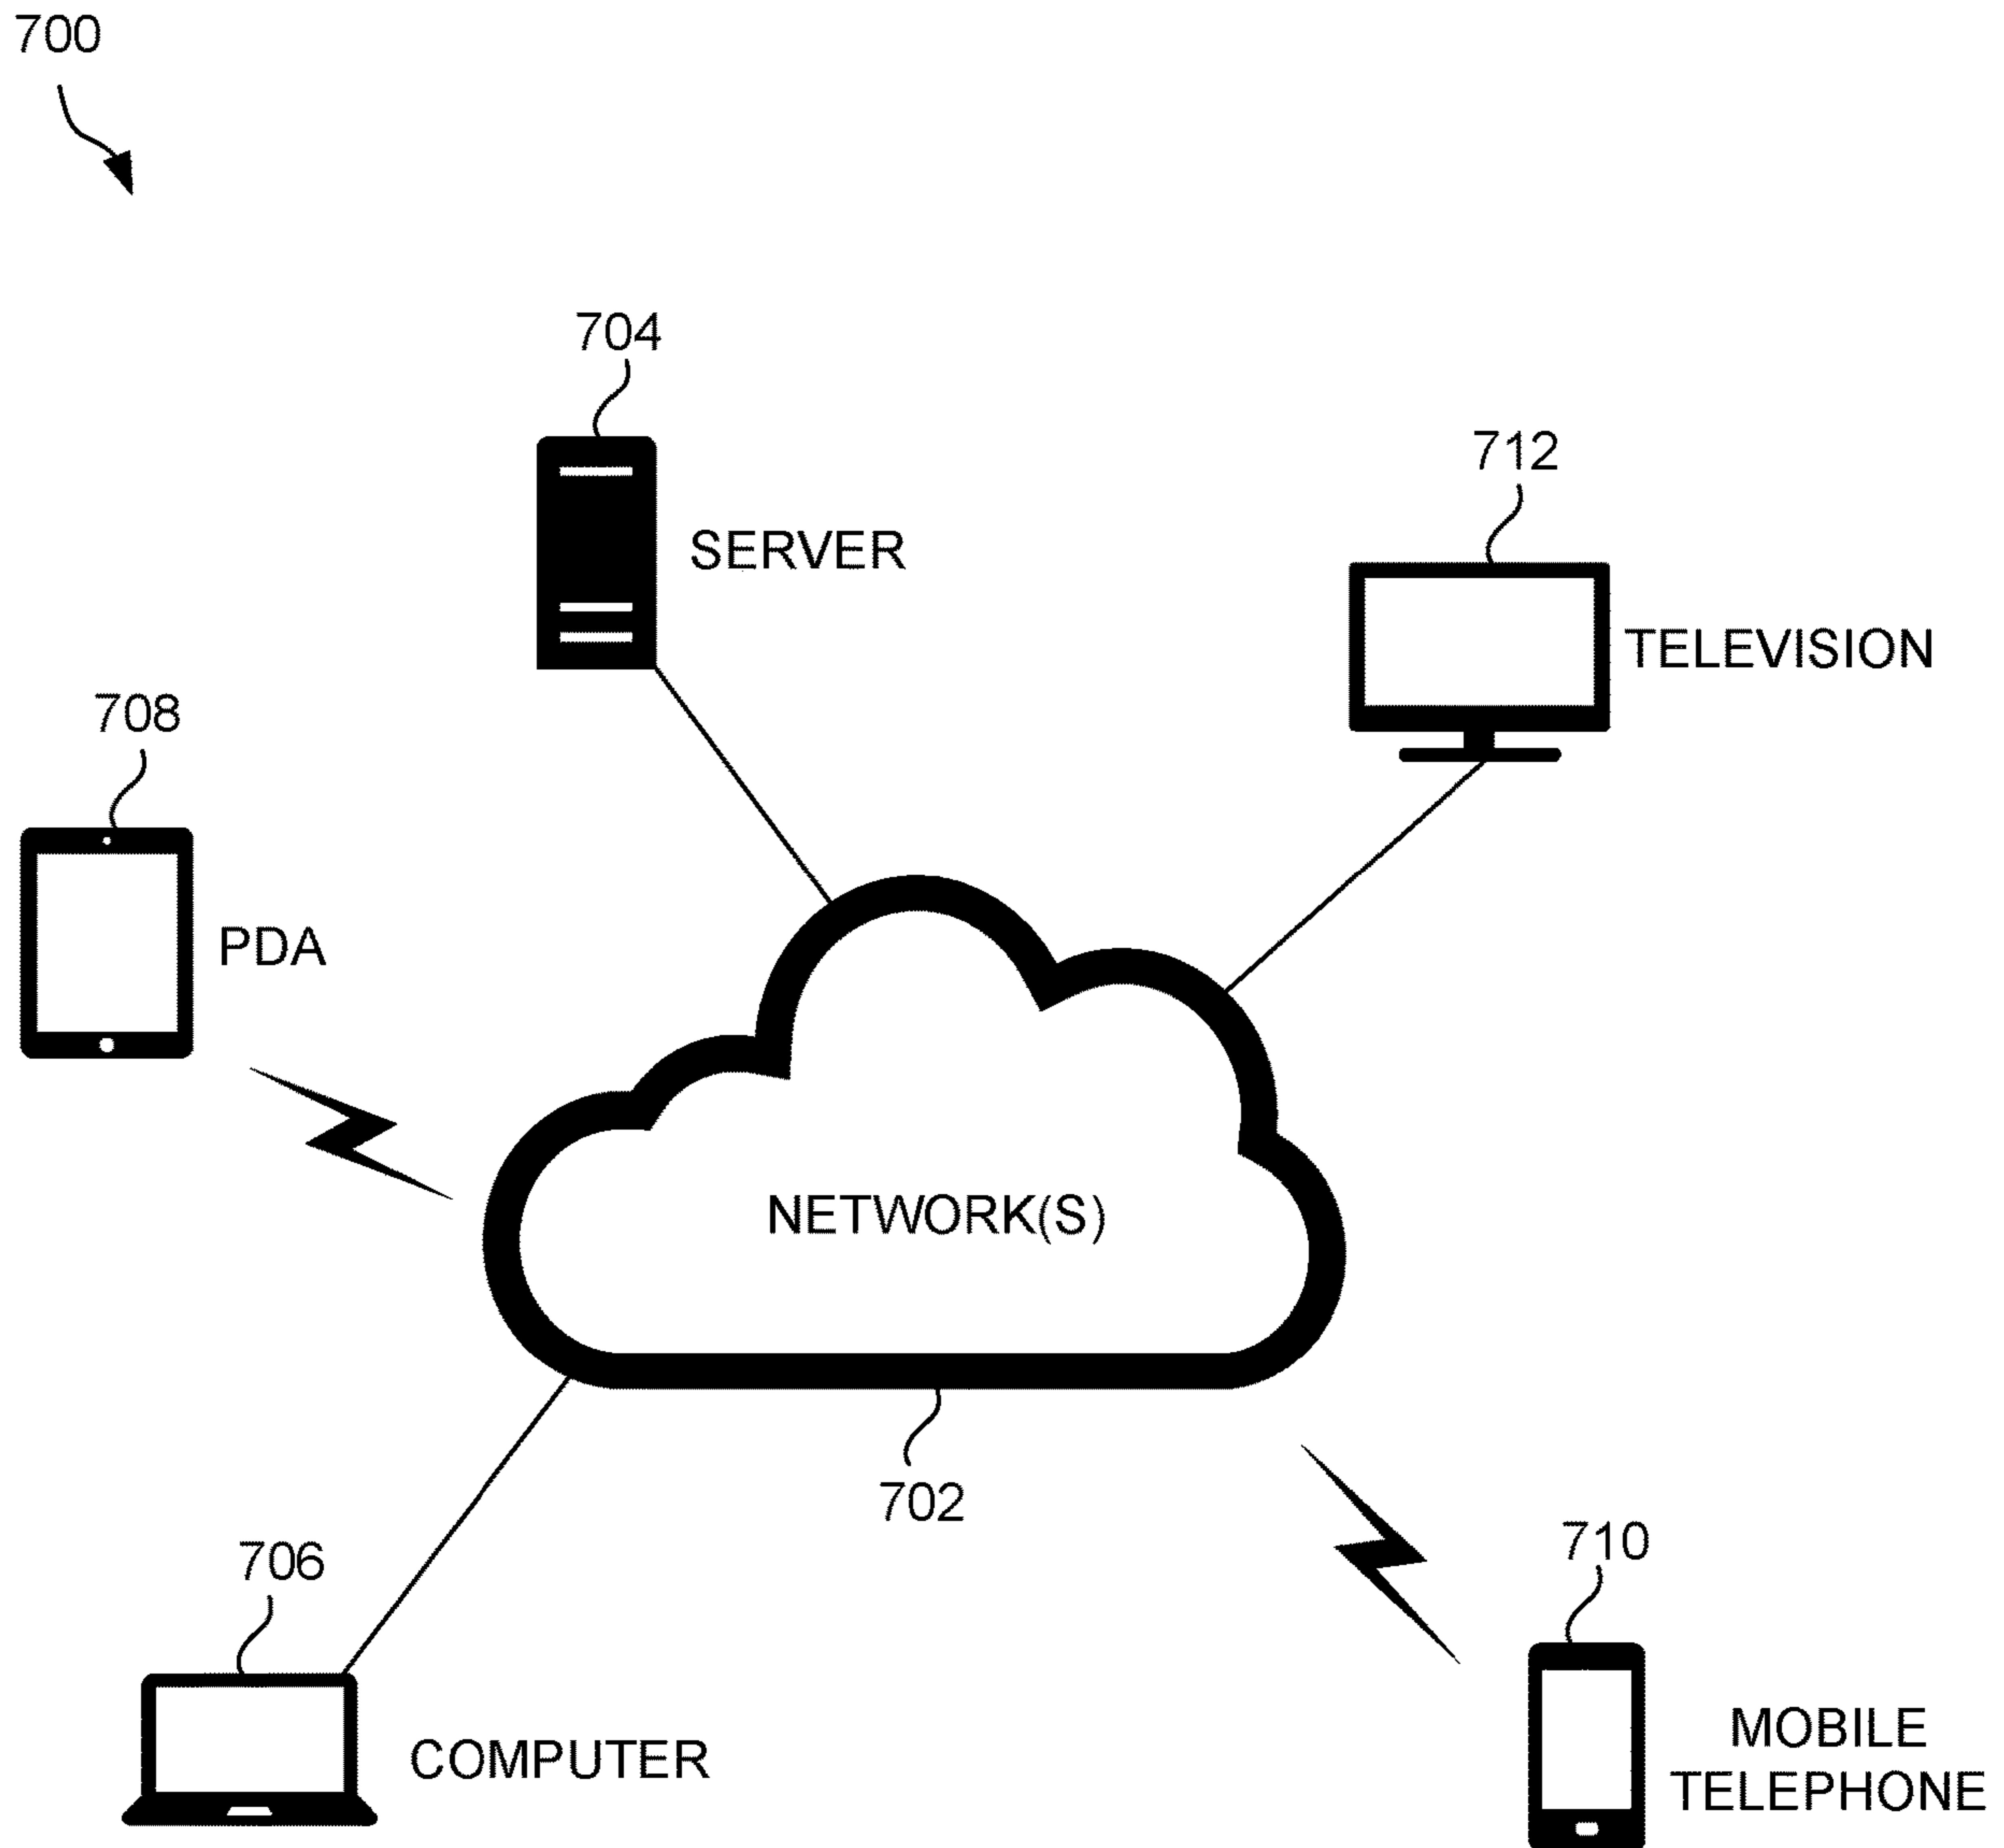 700
704
SERVER
712
TELEVISION
708
PDA
NETWORK(S)
702
706
COMPUTER
710
MOBILE
TELEPHONE